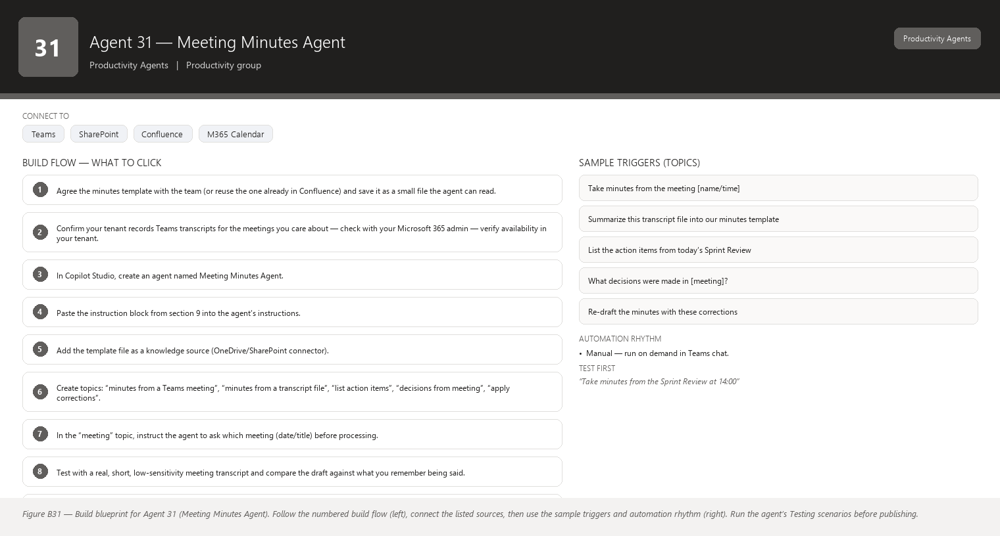 31
Agent 31 — Meeting Minutes Agent
Productivity Agents | Productivity group
Productivity Agents
CONNECT TO
Teams
SharePoint
Confluence
M365 Calendar
BUILD FLOW — WHAT TO CLICK
1
Agree the minutes template with the team (or reuse the one already in Confluence) and save it as a small file the agent can read.
2
Confirm your tenant records Teams transcripts for the meetings you care about — check with your Microsoft 365 admin — verify availability in
your tenant.
3
In Copilot Studio, create an agent named Meeting Minutes Agent.
4
Paste the instruction block from section 9 into the agent's instructions.
5
Add the template file as a knowledge source (OneDrive/SharePoint connector).
6
Create topics: “minutes from a Teams meeting”, “minutes from a transcript file”, “list action items”, “decisions from meeting”, “apply
corrections”.
7
In the “meeting” topic, instruct the agent to ask which meeting (date/title) before processing.
8
Test with a real, short, low-sensitivity meeting transcript and compare the draft against what you remember being said.
SAMPLE TRIGGERS (TOPICS)
Take minutes from the meeting [name/time]
Summarize this transcript file into our minutes template
List the action items from today's Sprint Review
What decisions were made in [meeting]?
Re-draft the minutes with these corrections
AUTOMATION RHYTHM
• Manual — run on demand in Teams chat.
TEST FIRST
“Take minutes from the Sprint Review at 14:00”
Figure B31 — Build blueprint for Agent 31 (Meeting Minutes Agent). Follow the numbered build flow (left), connect the listed sources, then use the sample triggers and automation rhythm (right). Run the agent's Testing scenarios before publishing.